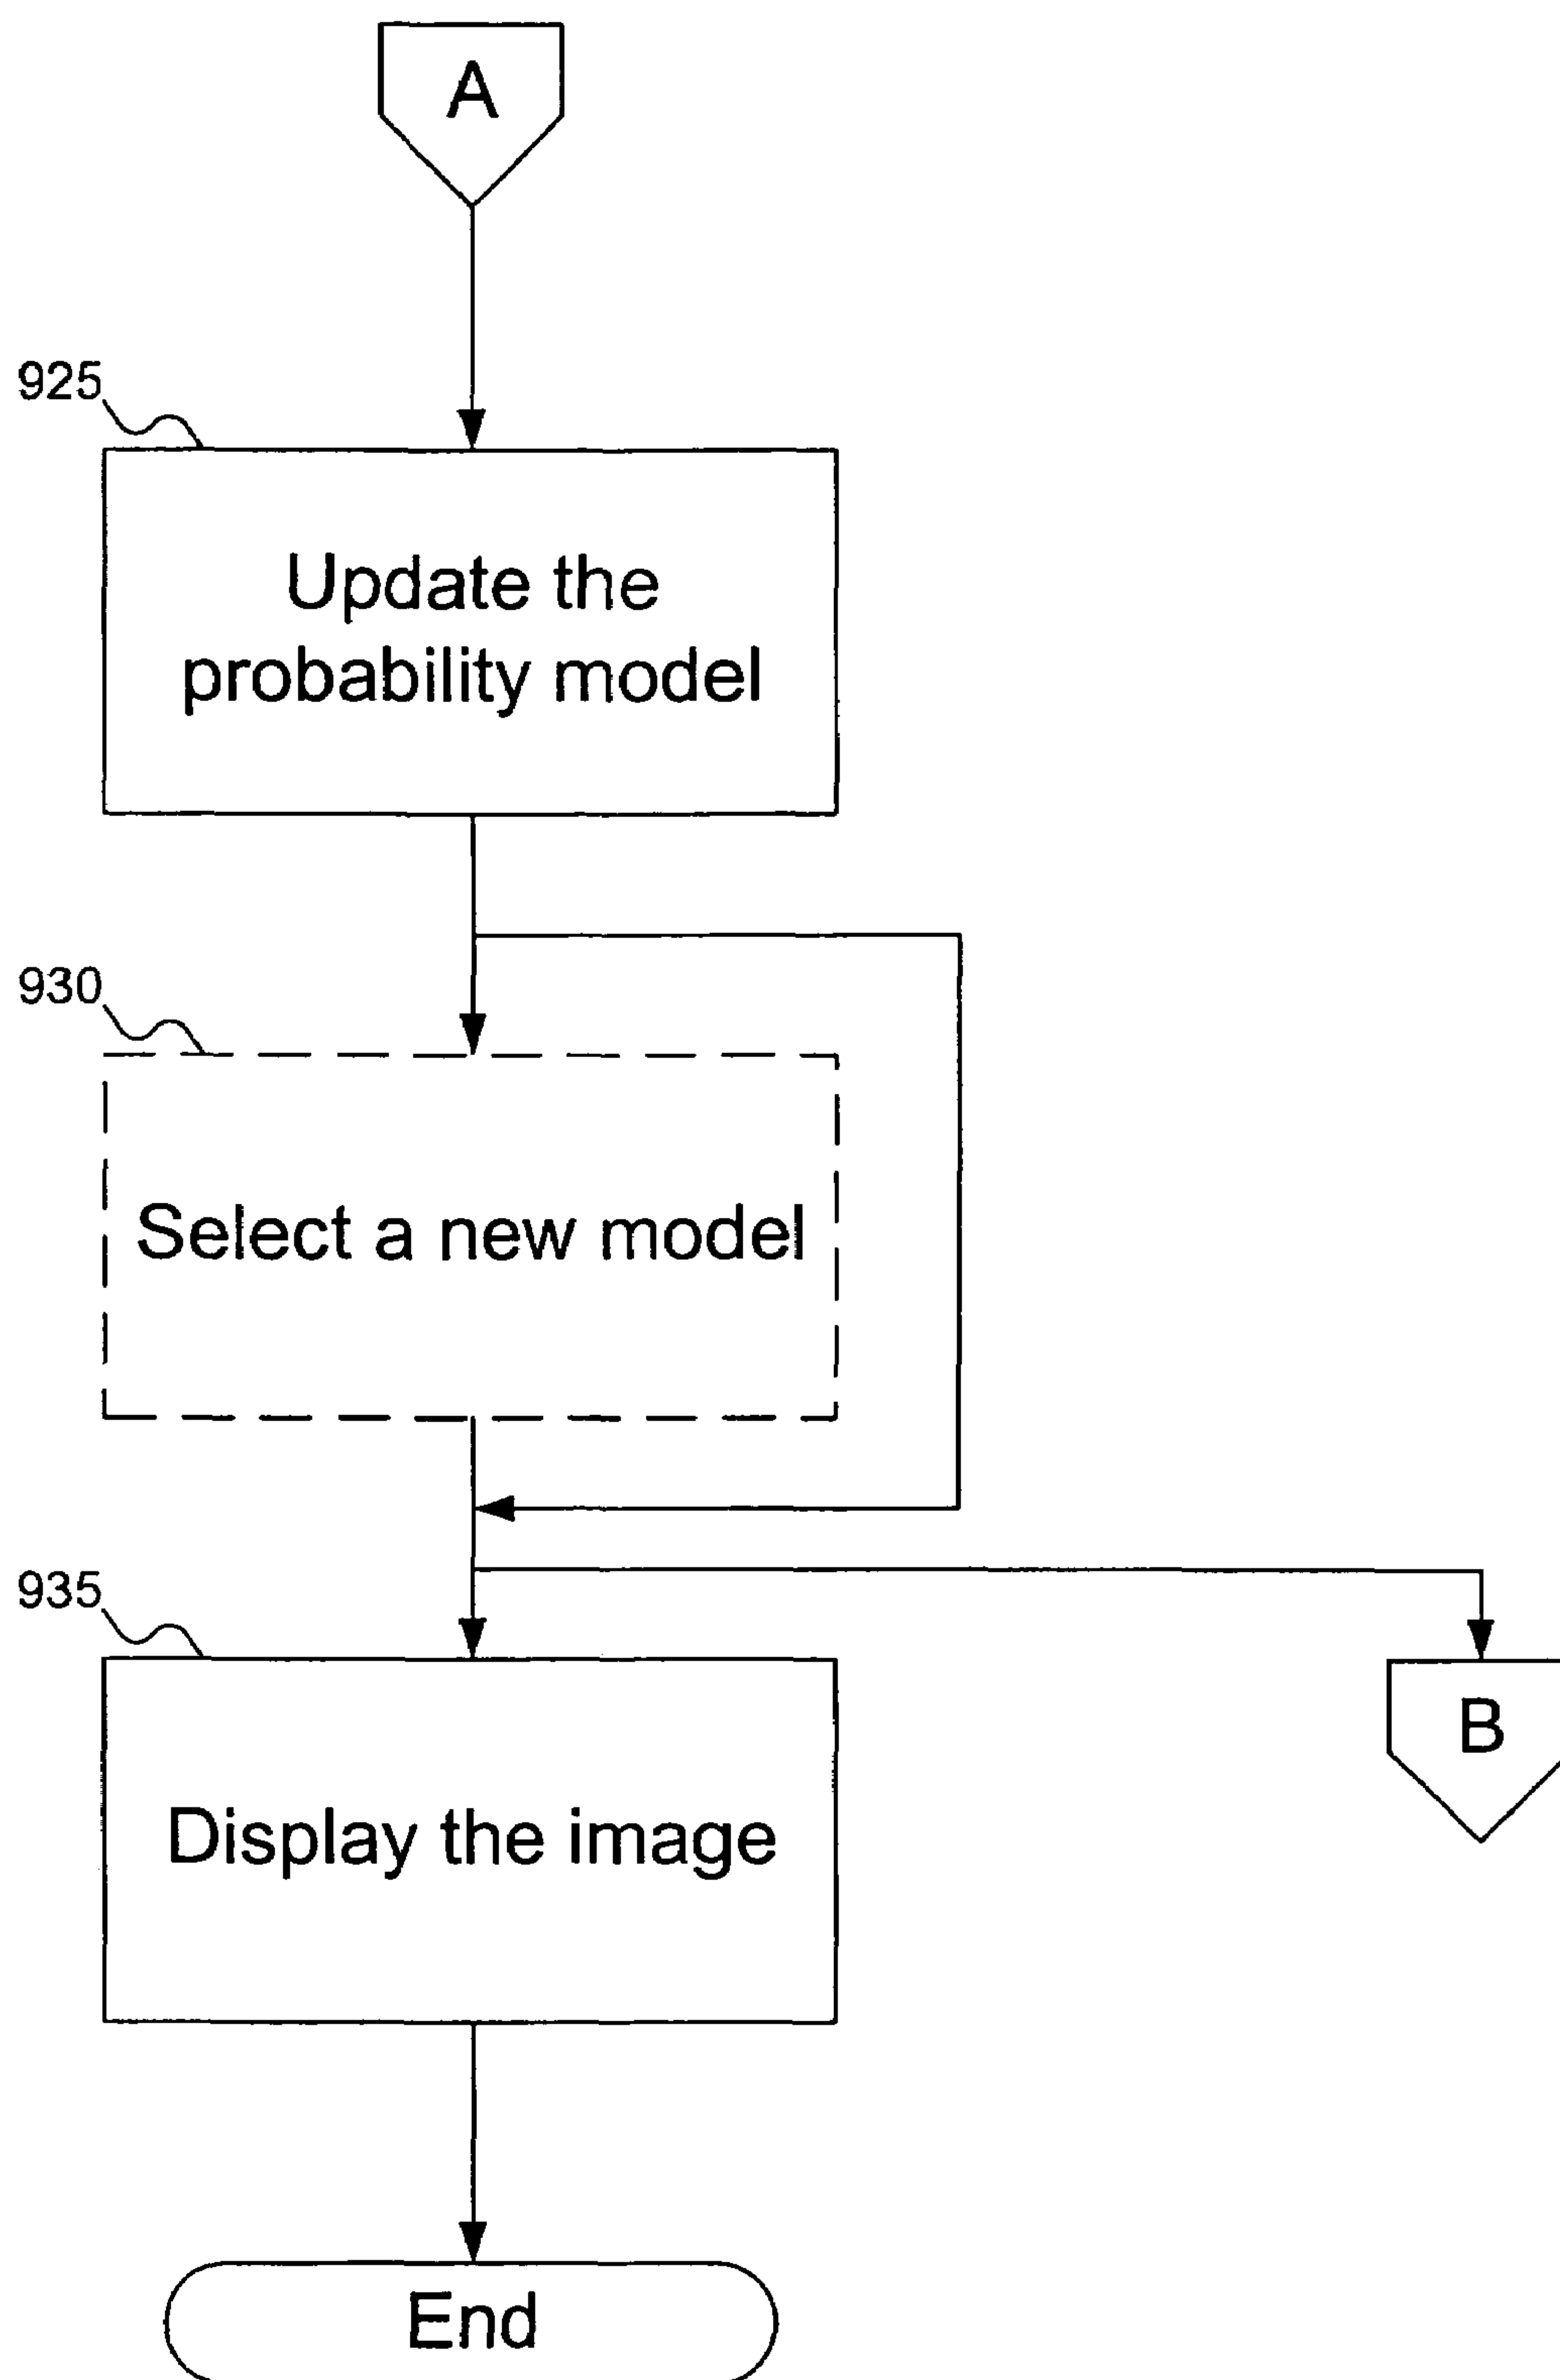 A
925
Update the
probability model
930
Select a new model
935
B
Display the image
End